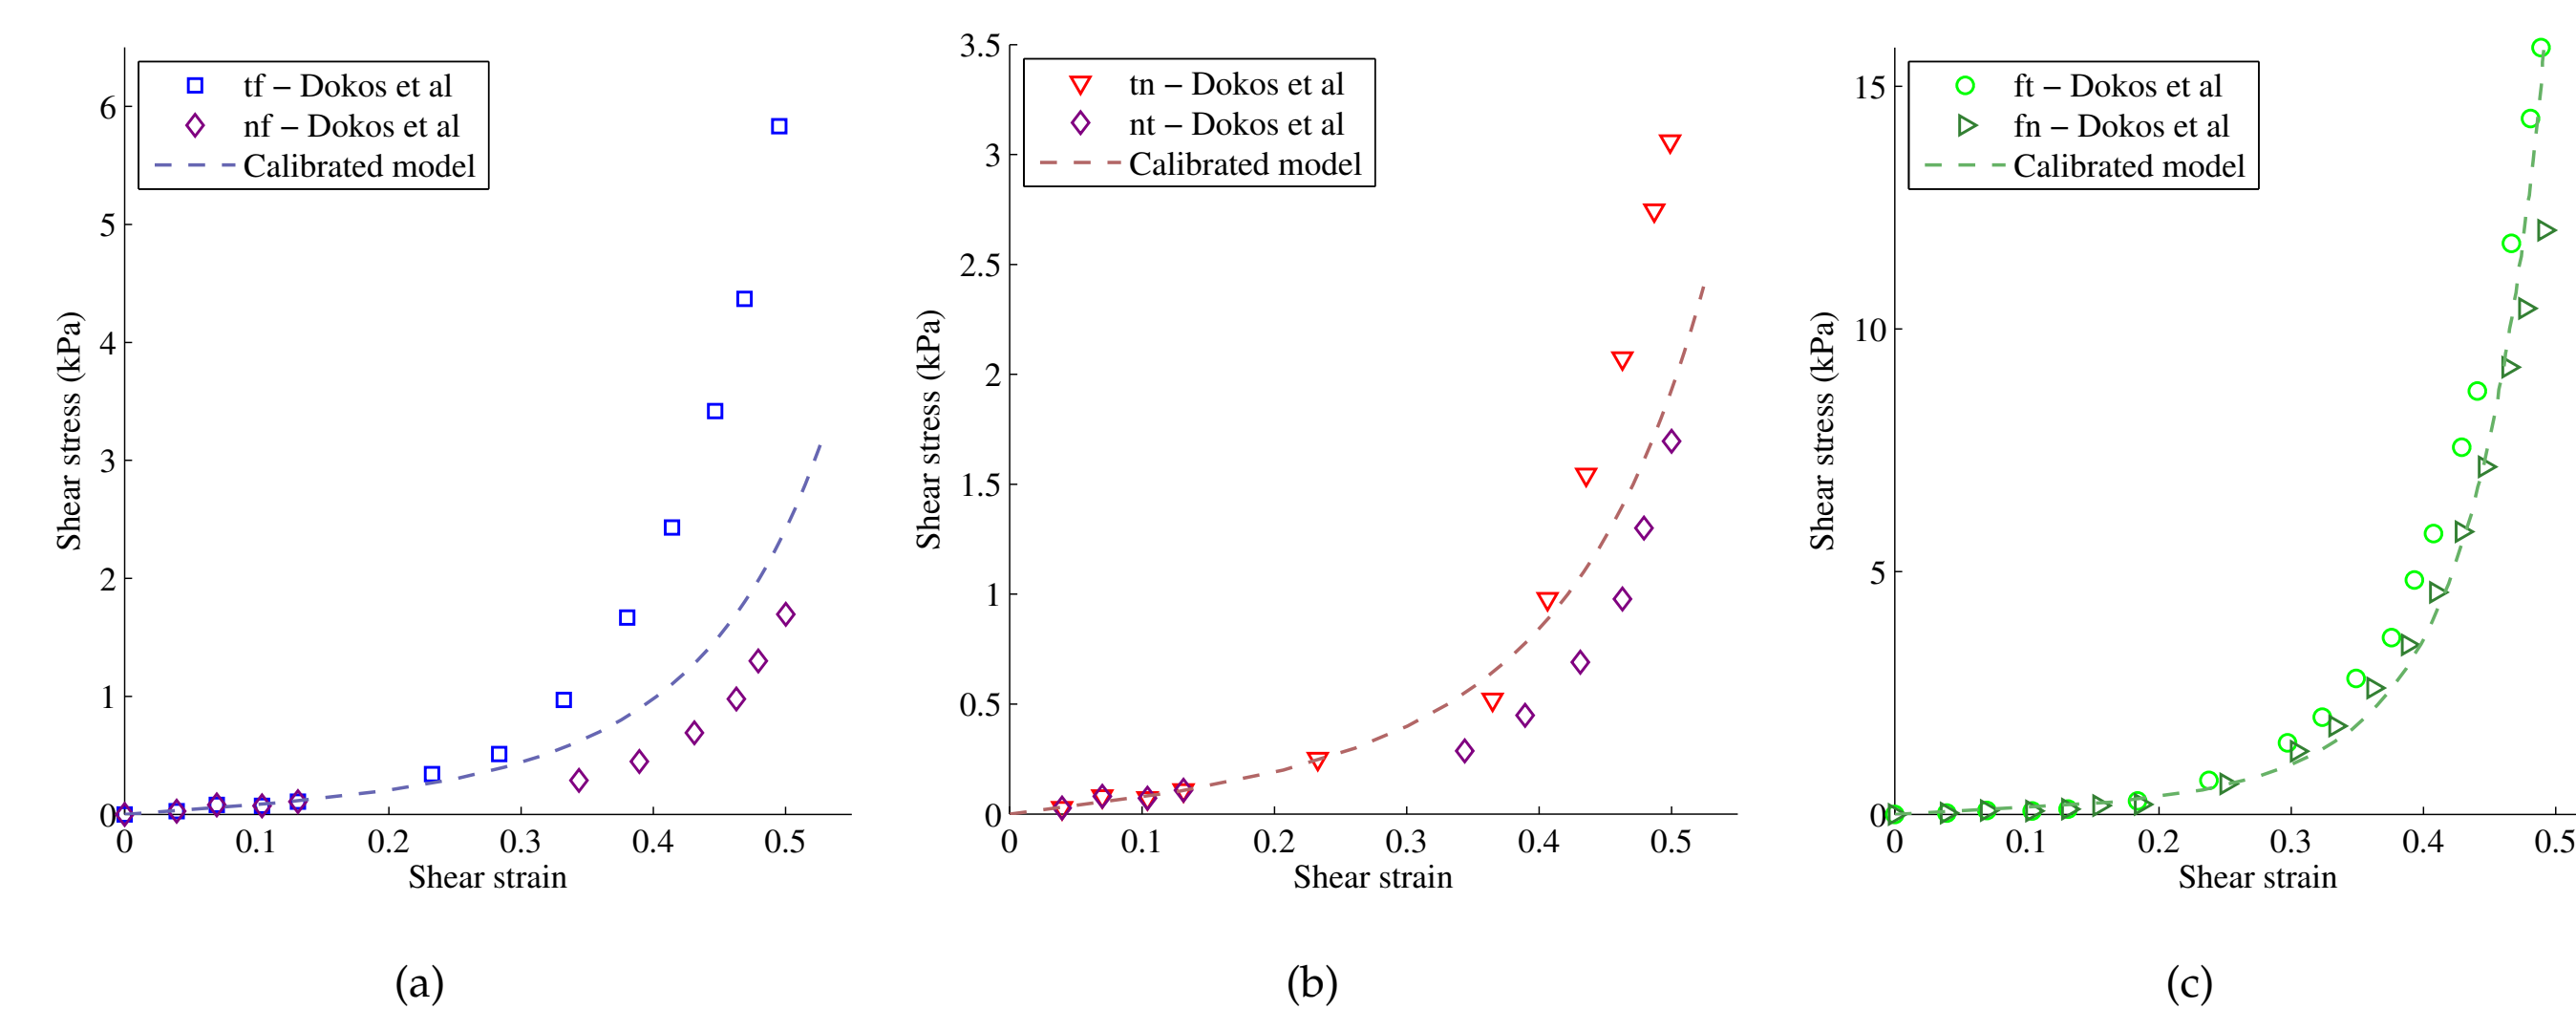 tf − Dokos et al
nf − Dokos et al
Calibrated model
6
5
4
3
2
1
0
0 0.1 0.2 0.3 0.4 0.5
Shear strain
Shear stress (kPa)
(a)
tn − Dokos et al
nt − Dokos et al
Calibrated model
3.5
3
2.5
2
1.5
1
0.5
0
0 0.1 0.2 0.3 0.4 0.5
Shear strain
Shear stress (kPa)
(b)
ft − Dokos et al
fn − Dokos et al
Calibrated model
15
10
5
0
0 0.1 0.2 0.3 0.4 0.5
Shear strain
Shear stress (kPa)
(c)